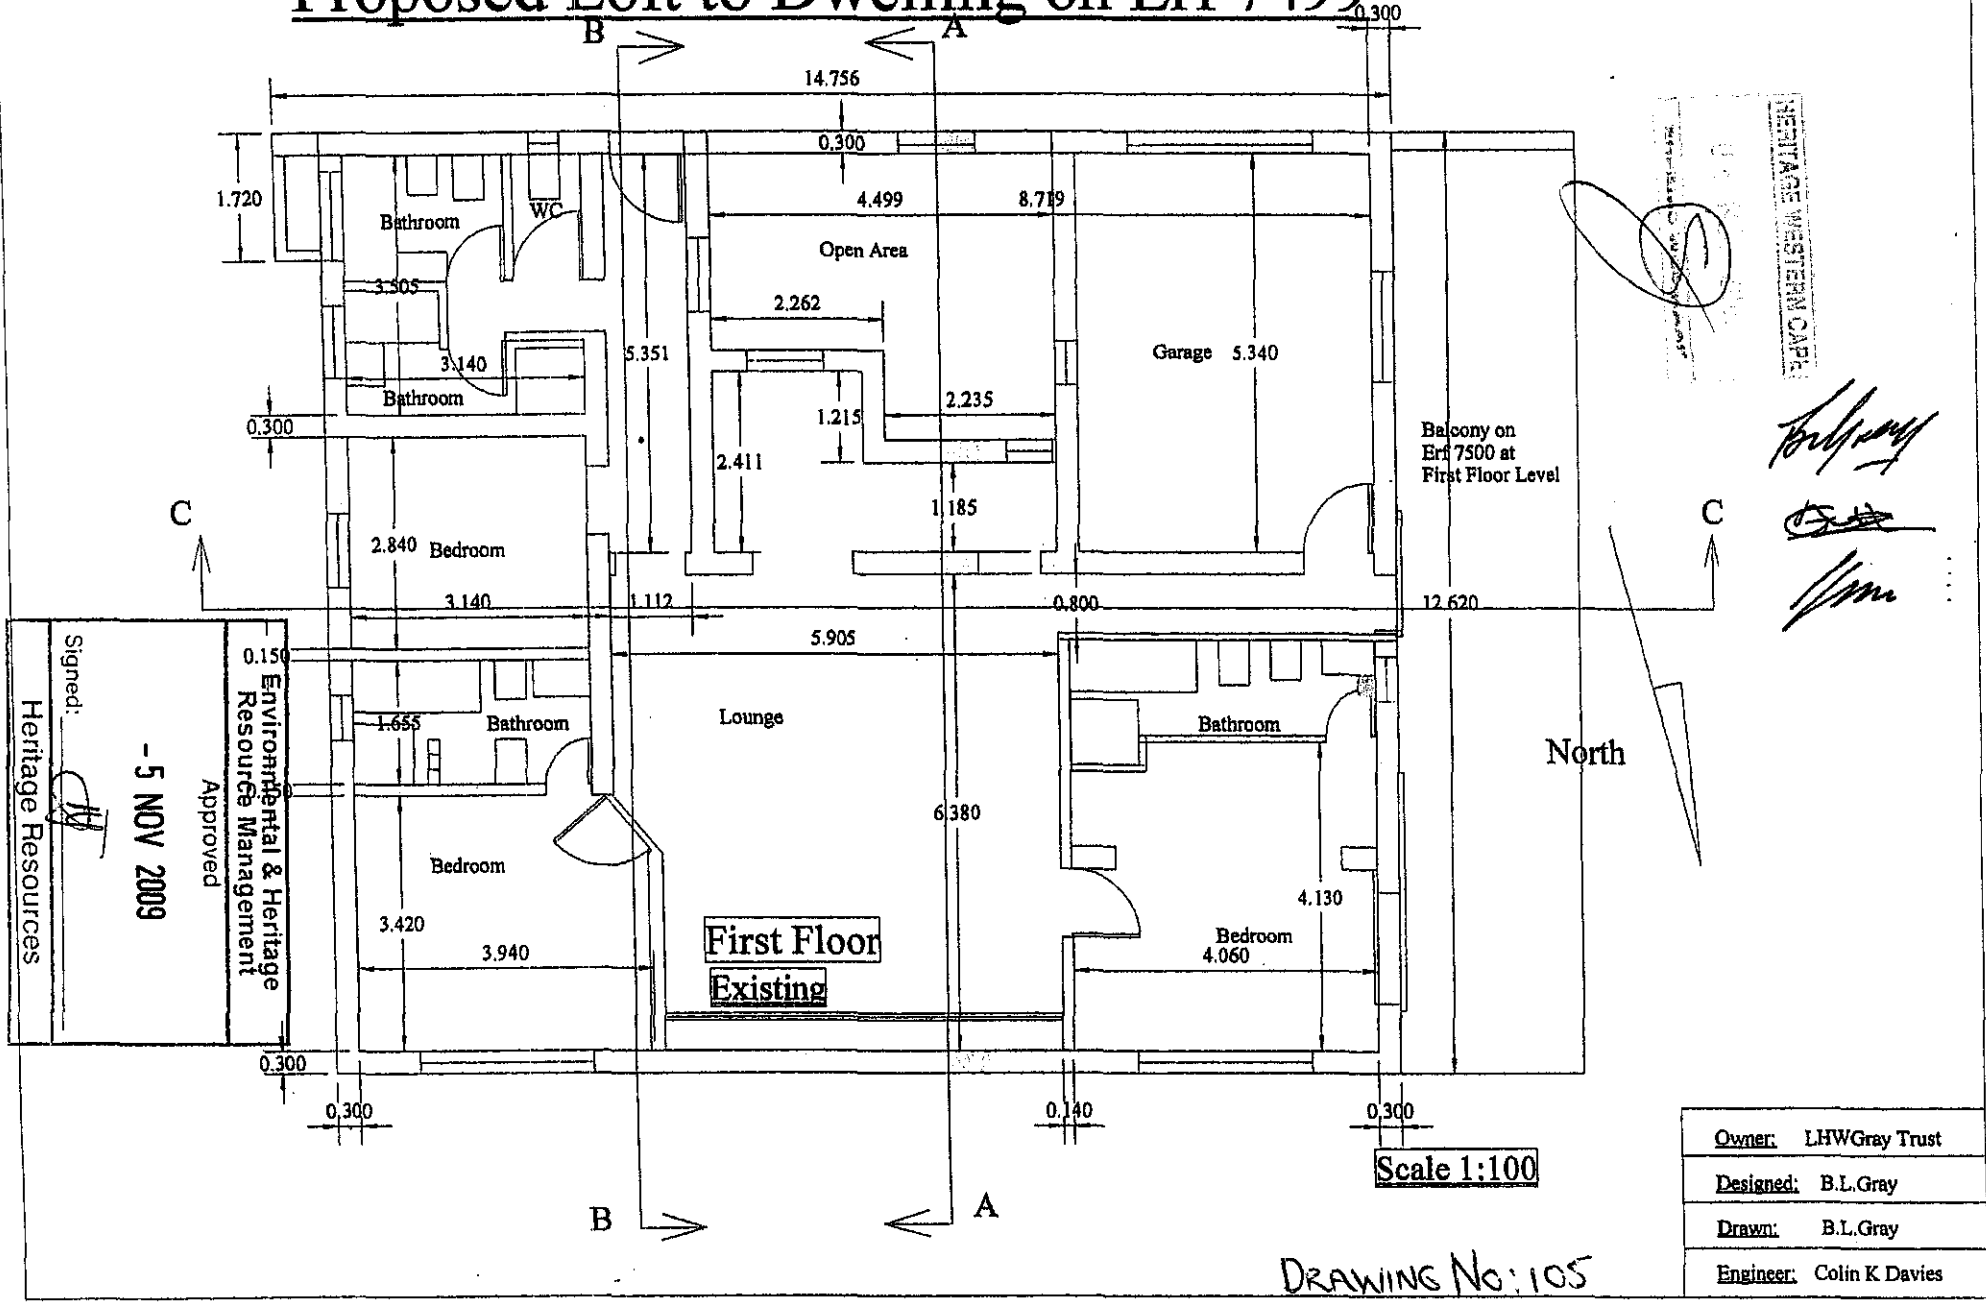 Proposed Loft to Dwelling on Erf 7499
0.300
B
A
14.756
0.300
1.720
4.499
8.719
WC
Bathroom
Open Area
3.505
2.262
5.351
Garage
5.340
3.140
Bathroom
2.235
1.215
0.300
2.411
Balcony on
Erf 7500 at
First Floor Level
1.185
C
C
2.840
Bedroom
3.140
1.112
0.800
12.620
5.905
0.150
Lounge
1.655
Bathroom
Bathroom
North
6.380
Bedroom
4.130
3.420
3.940
First Floor
Existing
Bedroom
4.060
0.300
0.300
0.140
0.300
Scale 1:100
B
A
HERITAGE WESTERN CAPE
Environmental & Heritage
Resource Management
Approved
- 5 NOV 2009
Signed:
Heritage Resources
Owner: LHWGray Trust
Designed: B.L.Gray
Drawn: B.L.Gray
Engineer: Colin K Davies
DRAWING No: 105